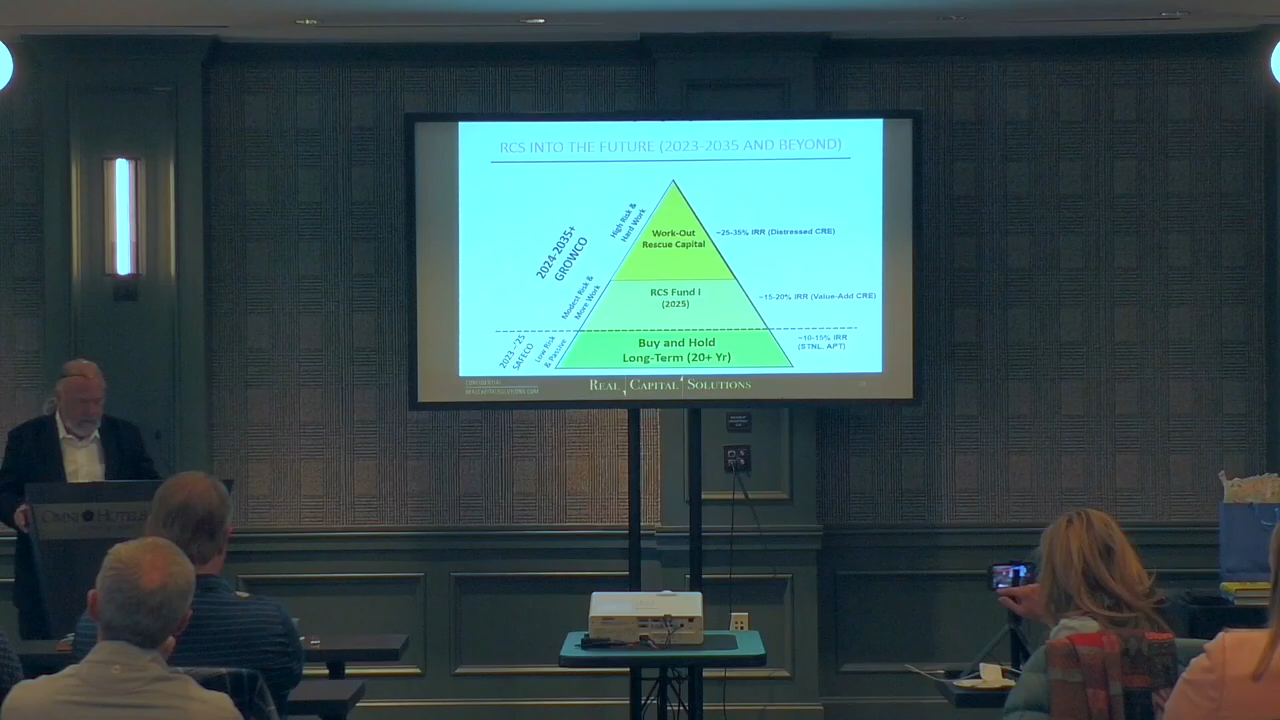 RCS INTO THE FUTURE (2023-2035 AND BEYOND)
High Risk &
Hard Work
Work-Out
Rescue Capital
~25-35% IRR (Distressed CRE)
2024-2035+
GROWCO
Modest Risk &
More Work
RCS Fund I
(2025)
~15-20% IRR (Value-Add CRE)
2023 - '25
SAFECO
Low Risk
& Passive
Buy and Hold
Long-Term (20+ Yr)
~10-15% IRR
(STNL, APT)
CONFIDENTIAL
REALCAPITALSOLUTIONS.COM
REAL CAPITAL SOLUTIONS
OMNI HOTELS